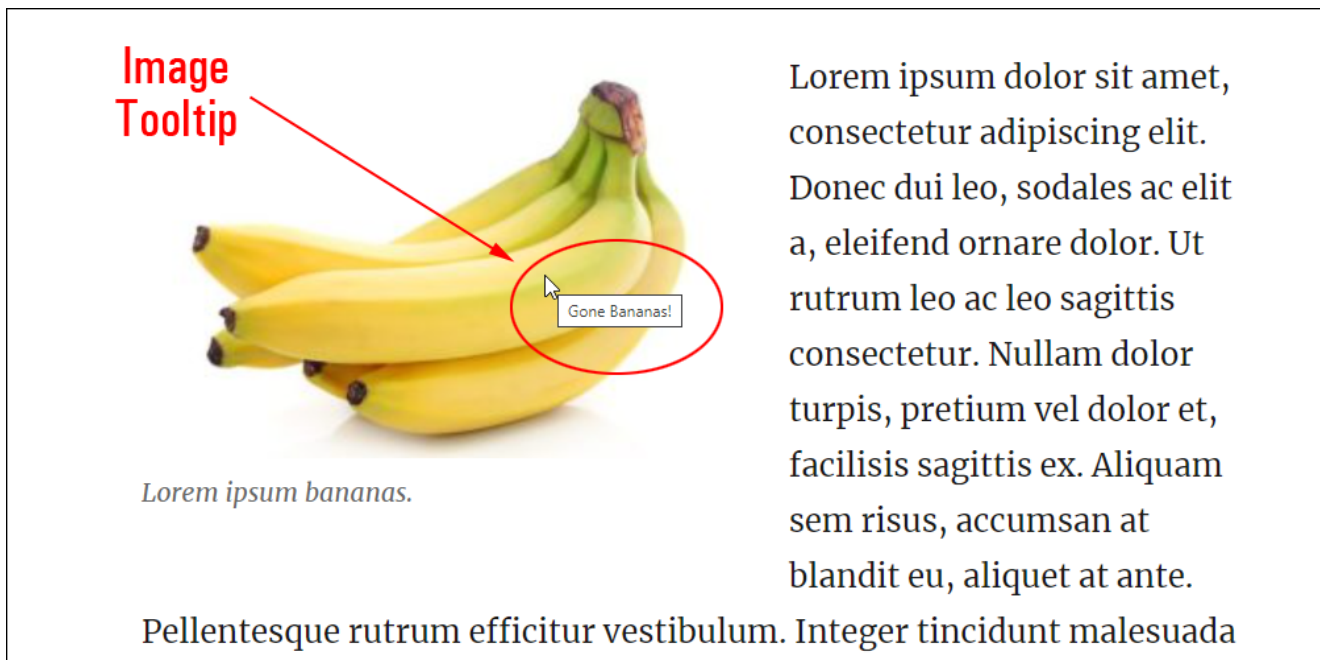 Image
Tooltip
Gone Bananas!
Lorem ipsum bananas.
Lorem ipsum dolor sit amet,
consectetur adipiscing elit.
Donec dui leo, sodales ac elit
a, eleifend ornare dolor. Ut
rutrum leo ac leo sagittis
consectetur. Nullam dolor
turpis, pretium vel dolor et,
facilisis sagittis ex. Aliquam
sem risus, accumsan at
blandit eu, aliquet at ante.
Pellentesque rutrum efficitur vestibulum. Integer tincidunt malesuada